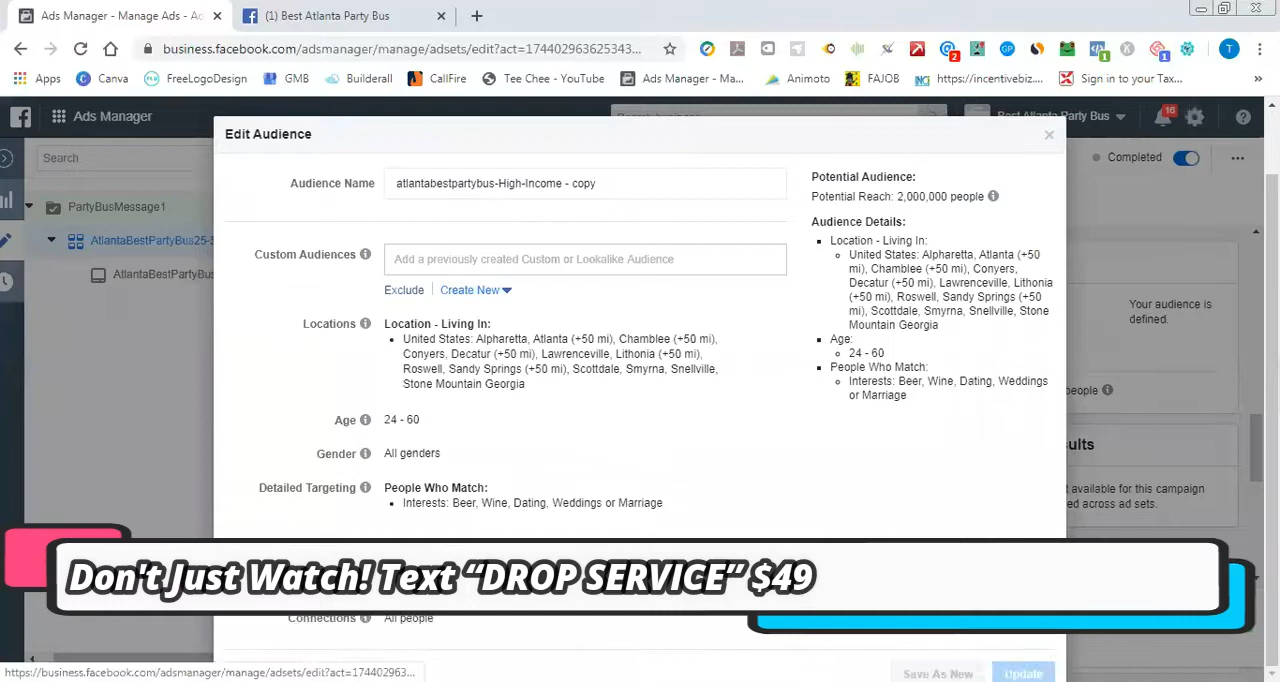 Ads Manager - Manage Ads - Ac
(1) Best Atlanta Party Bus
business.facebook.com/adsmanager/manage/adsets/edit?act=174402963625343...
2
1
1
T
Apps
Canva
FreeLogoDesign
GMB
Builderall
CallFire
Tee Chee - YouTube
Ads Manager - Ma...
Animoto
FAJOB
https://incentivebiz....
Sign in to your Tax...
»
Ads Manager
Best Atlanta Party Bus
16
Search
Completed
PartyBusMessage1
AtlantaBestPartyBus25-
AtlantaBestPartyBus
Edit Audience
Audience Name
atlantabestpartybus-High-Income - copy
Custom Audiences
Add a previously created Custom or Lookalike Audience
Exclude
Create New
Locations
Location - Living In:
United States: Alpharetta, Atlanta (+50 mi), Chamblee (+50 mi),
Conyers, Decatur (+50 mi), Lawrenceville, Lithonia (+50 mi),
Roswell, Sandy Springs (+50 mi), Scottdale, Smyrna, Snellville,
Stone Mountain Georgia
Age
24 - 60
Gender
All genders
Detailed Targeting
People Who Match:
Interests: Beer, Wine, Dating, Weddings or Marriage
Potential Audience:
Potential Reach: 2,000,000 people
Audience Details:
Location - Living In:
United States: Alpharetta, Atlanta (+50
mi), Chamblee (+50 mi), Conyers,
Decatur (+50 mi), Lawrenceville, Lithonia
(+50 mi), Roswell, Sandy Springs (+50
mi), Scottdale, Smyrna, Snellville, Stone
Mountain Georgia
Age:
24 - 60
People Who Match:
Interests: Beer, Wine, Dating, Weddings
or Marriage
Your audience is
defined.
people
ults
t available for this campaign
ed across ad sets.
Don't Just Watch! Text “DROP SERVICE” $49
Connections
All people
Save As New
Update
https://business.facebook.com/adsmanager/manage/adsets/edit?act=174402963...